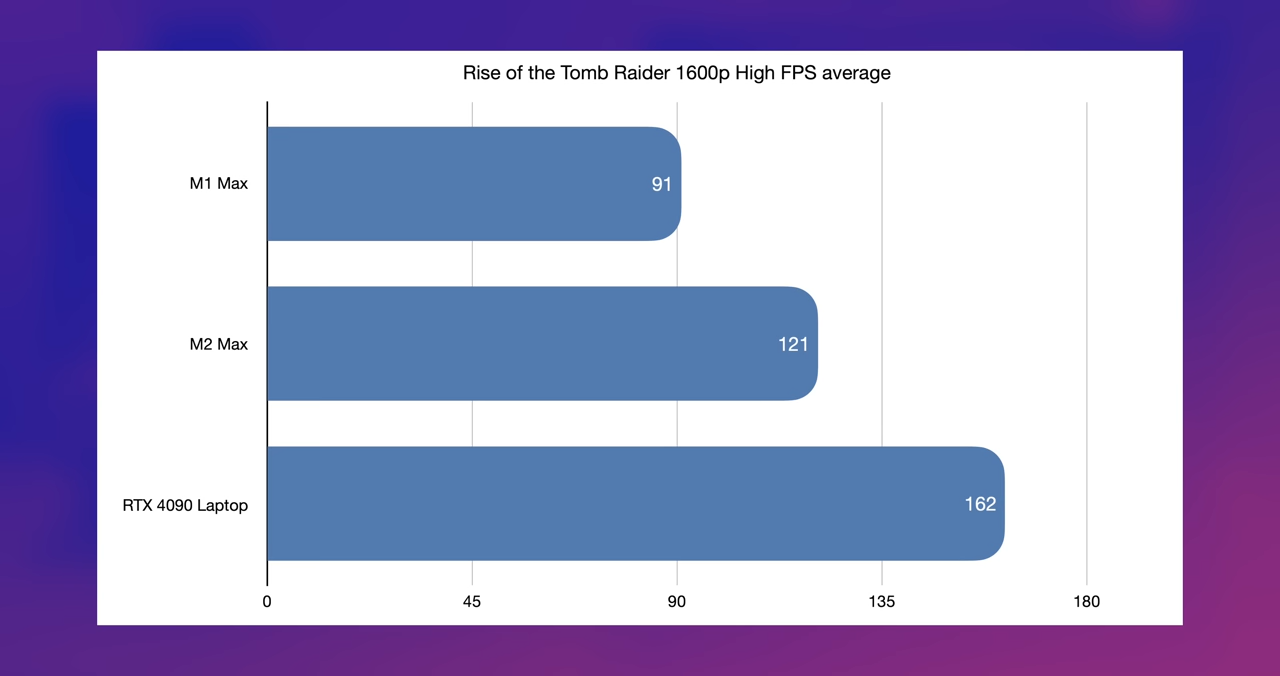 Rise of the Tomb Raider 1600p High FPS average
M1 Max
91
M2 Max
121
RTX 4090 Laptop
162
0
45
90
135
180